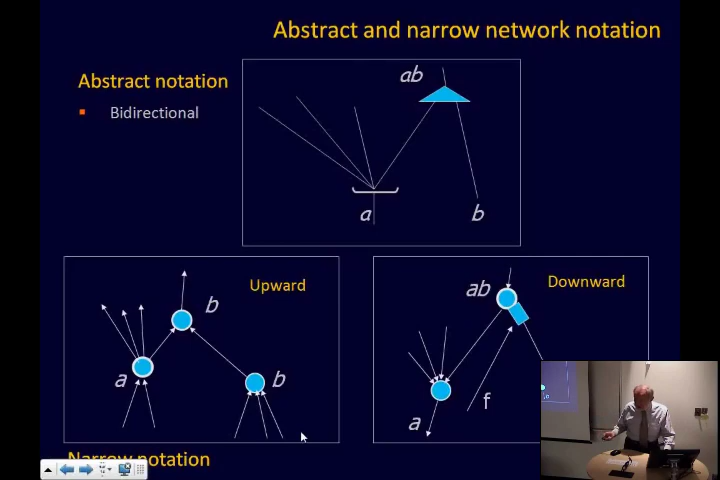 Abstract and narrow network notation
Abstract notation
Bidirectional
ab
a
b
Upward
b
a
b
Downward
ab
f
a
Narrow notation